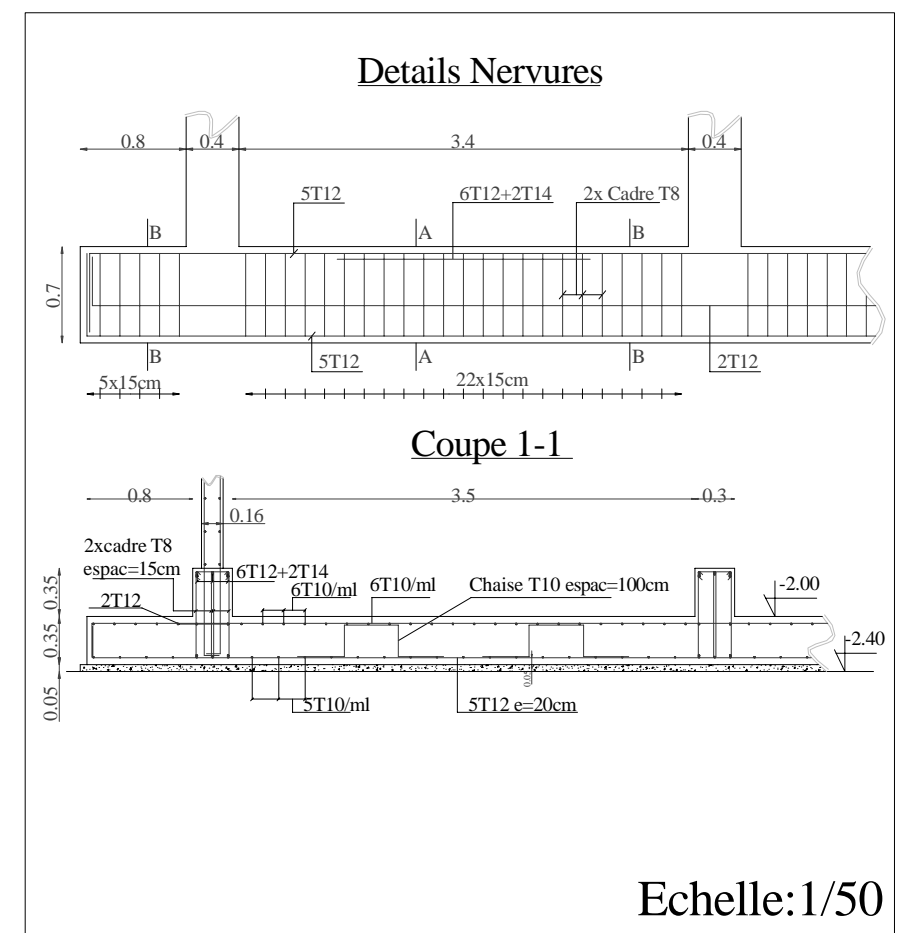 Details Nervures
0.8
0.4
3.4
0.4
5T12
6T12+2T14
2x Cadre T8
B
A
B
0.7
B
A
B
5T12
2T12
5x15cm
22x15cm
Coupe 1-1
0.8
3.5
0.3
0.16
2xcadre T8
espac=15cm
6T12+2T14
6T10/ml
6T10/ml
Chaise T10 espac=100cm
-2.00
2T12
0.35
0.35
-2.40
0.05
0.05
5T10/ml
5T12 e=20cm
Echelle:1/50